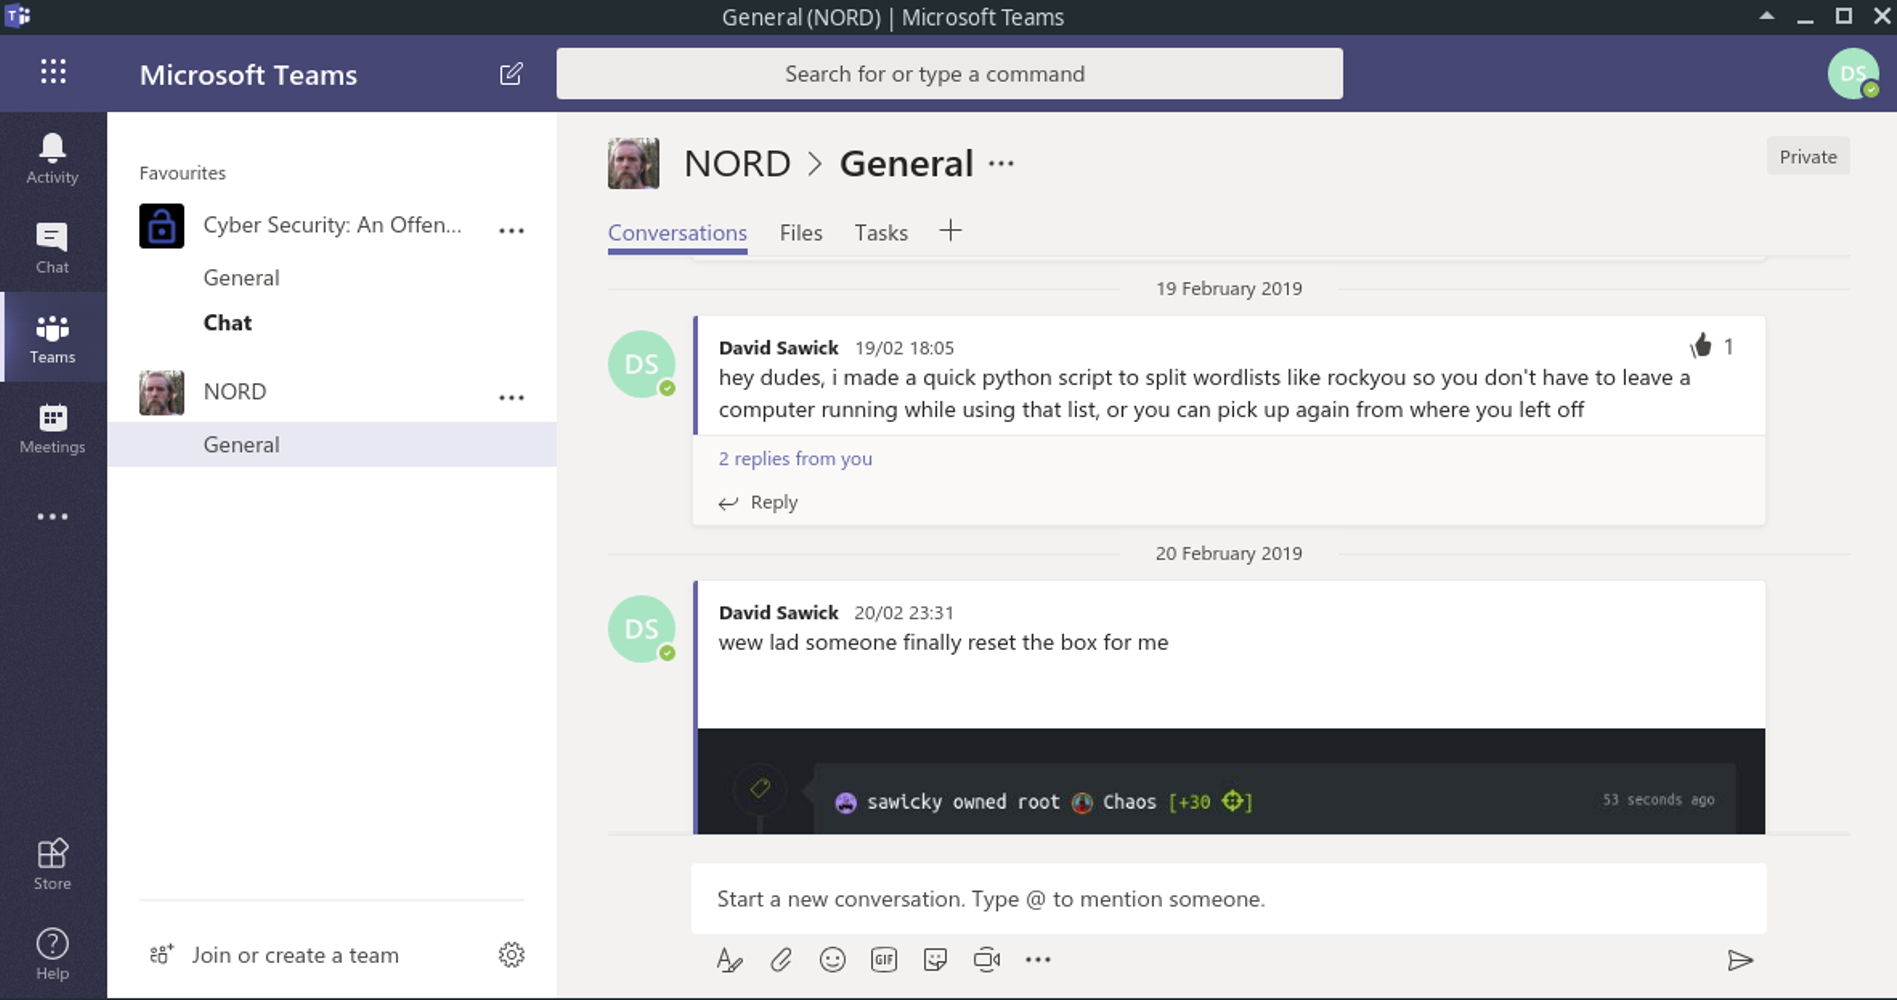 General (NORD) | Microsoft Teams
Microsoft Teams
Search for or type a command
DS
Activity
Chat
Teams
Meetings
Store
Help
Favourites
Cyber Security: An Offen...
General
Chat
NORD
General
Join or create a team
NORD > General
Private
Conversations
Files
Tasks
19 February 2019
DS
David Sawick 19/02 18:05
1
hey dudes, i made a quick python script to split wordlists like rockyou so you don't have to leave a
computer running while using that list, or you can pick up again from where you left off
2 replies from you
Reply
20 February 2019
DS
David Sawick 20/02 23:31
wew lad someone finally reset the box for me
sawicky owned root Chaos [+30 ]
53 seconds ago
Start a new conversation. Type @ to mention someone.
GIF